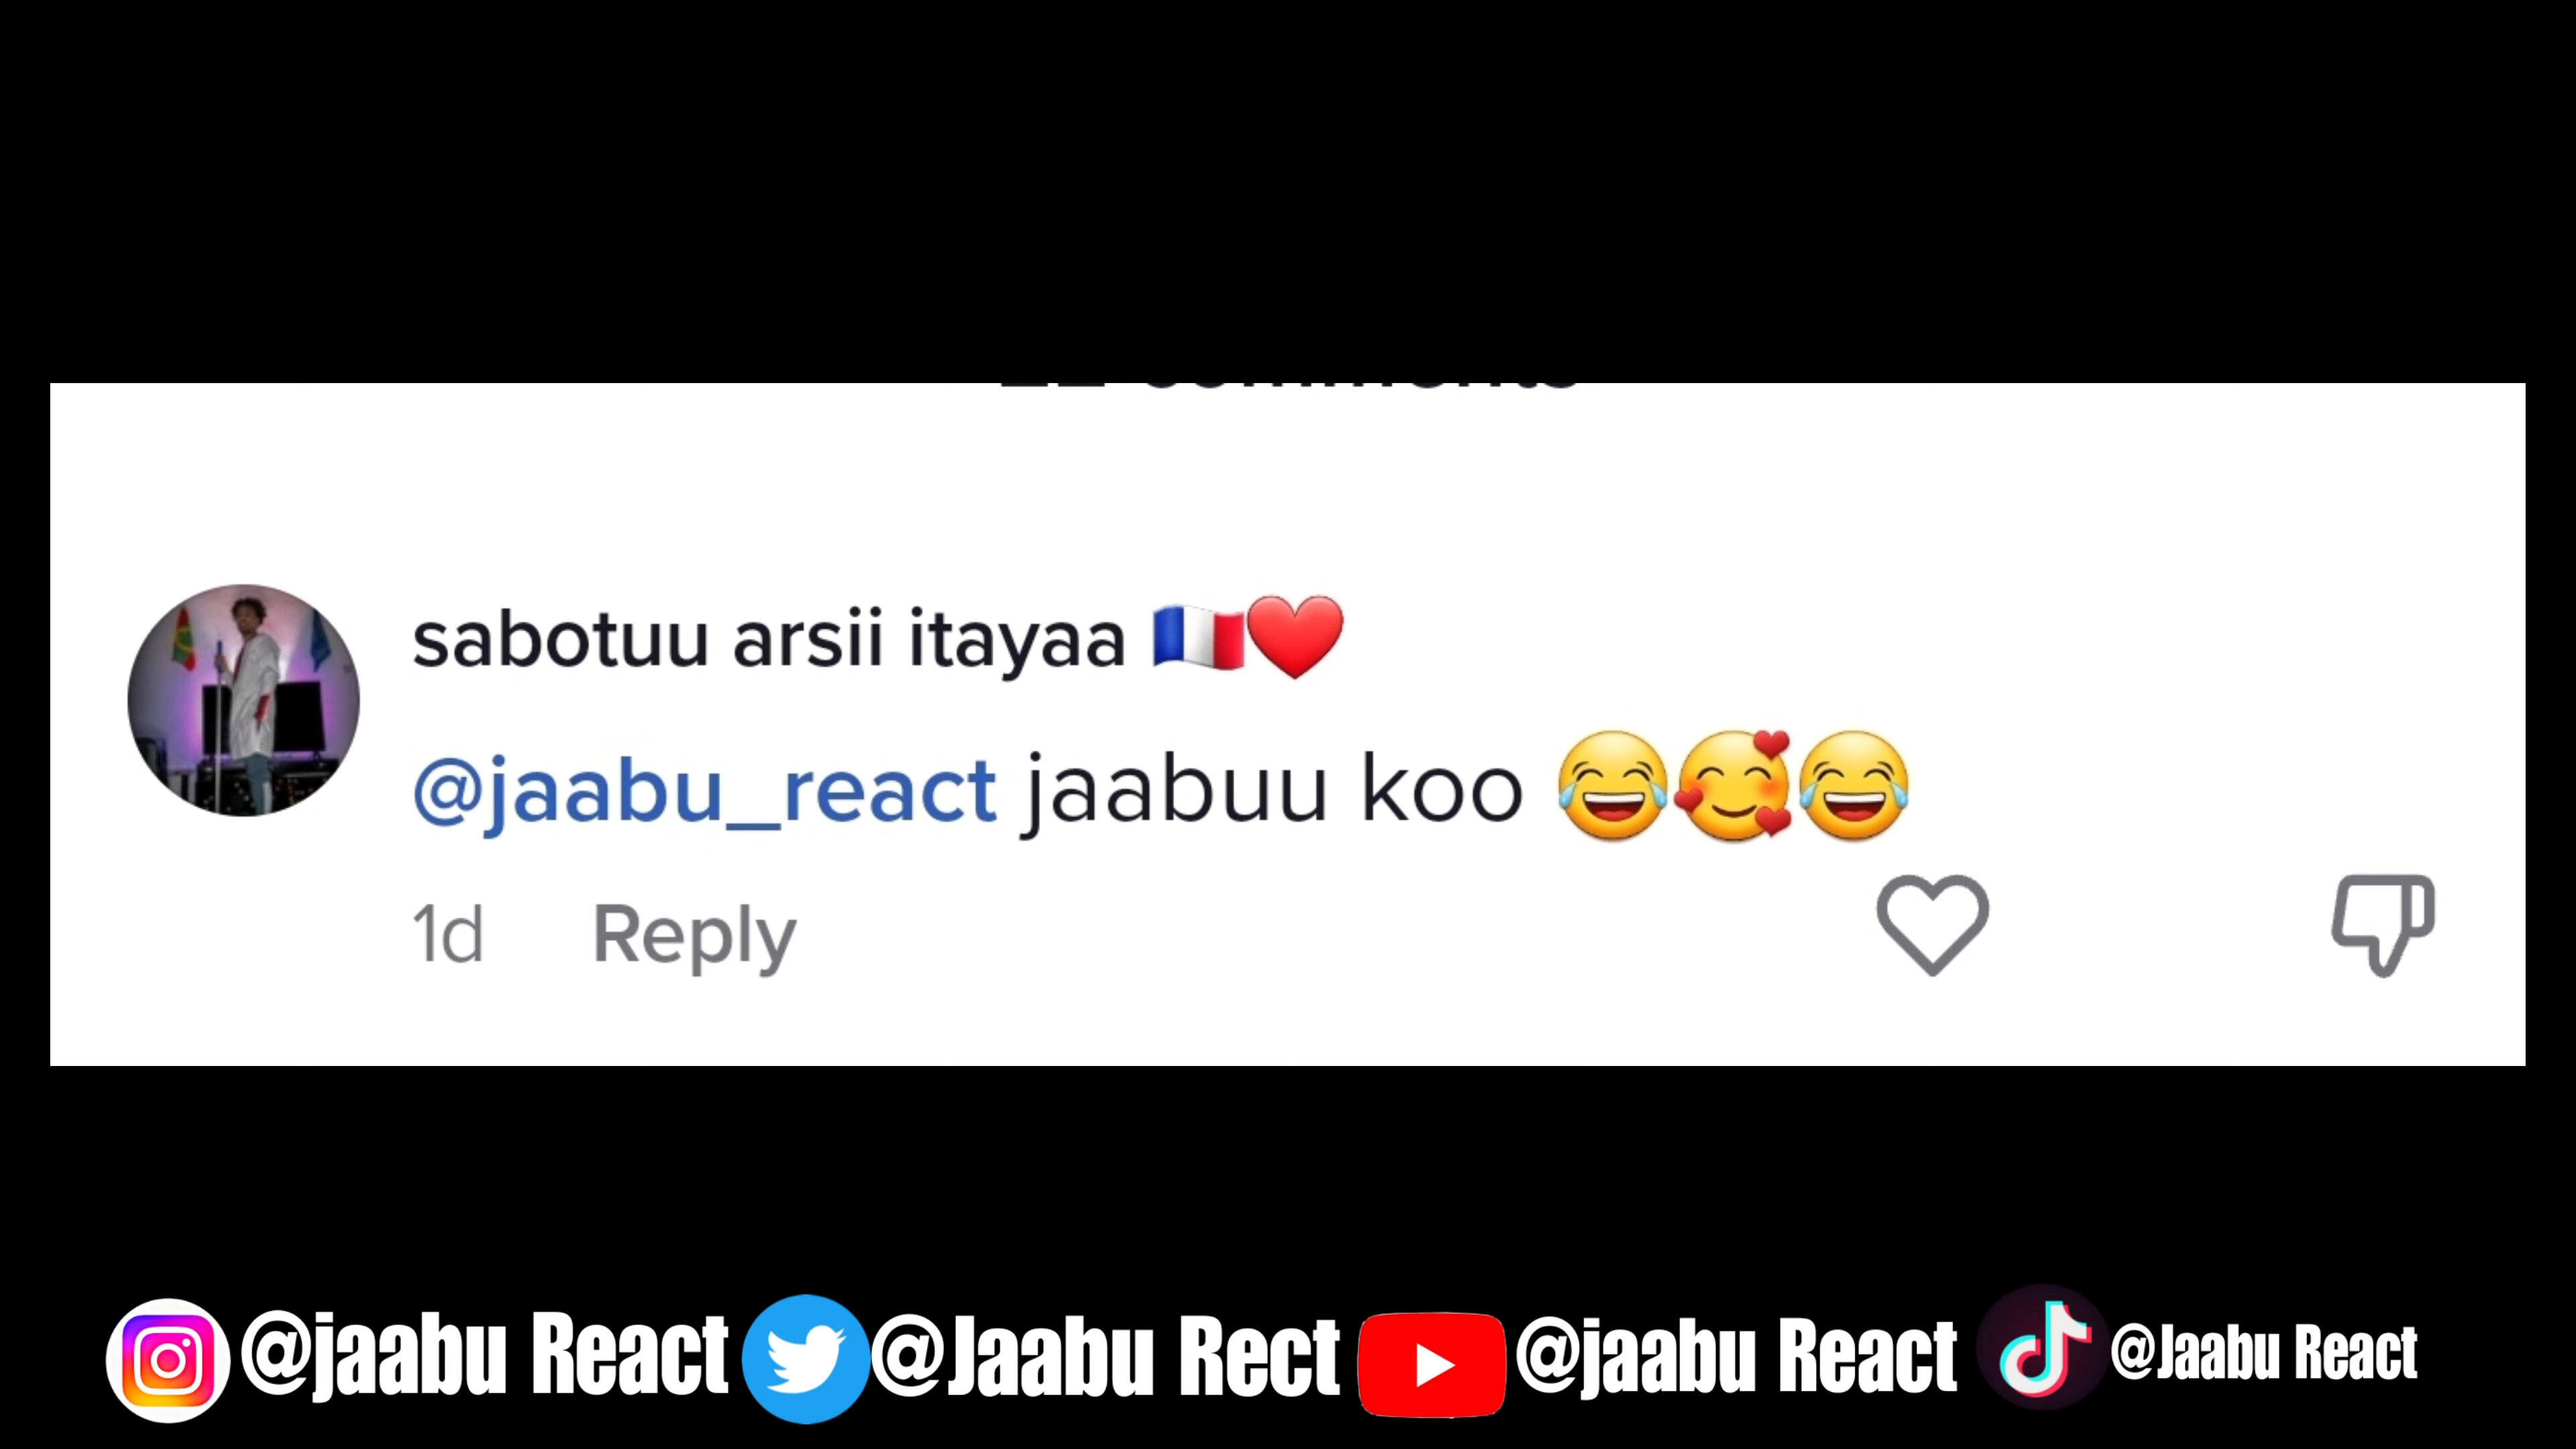 sabotuu arsii itayaa 🇫🇷❤️
@jaabu_react jaabuu koo 😂🥰😂
1d Reply
@jaabu React @Jaabu Rect @jaabu React @Jaabu React